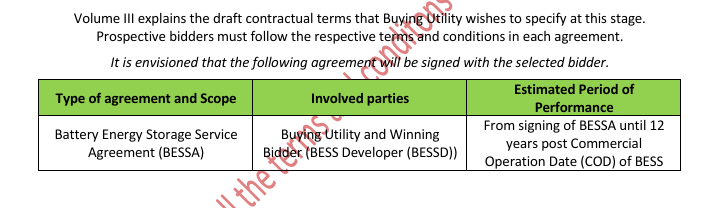 Volume III explains the draft contractual terms that Buying Utility wishes to specify at this stage.
Prospective bidders must follow the respective terms and conditions in each agreement.
It is envisioned that the following agreement will be signed with the selected bidder.
Type of agreement and Scope
Involved parties
Estimated Period of
Performance
Battery Energy Storage Service
Agreement (BESSA)
Buying Utility and Winning
Bidder (BESS Developer (BESSD))
From signing of BESSA until 12
years post Commercial
Operation Date (COD) of BESS
the terms conditons